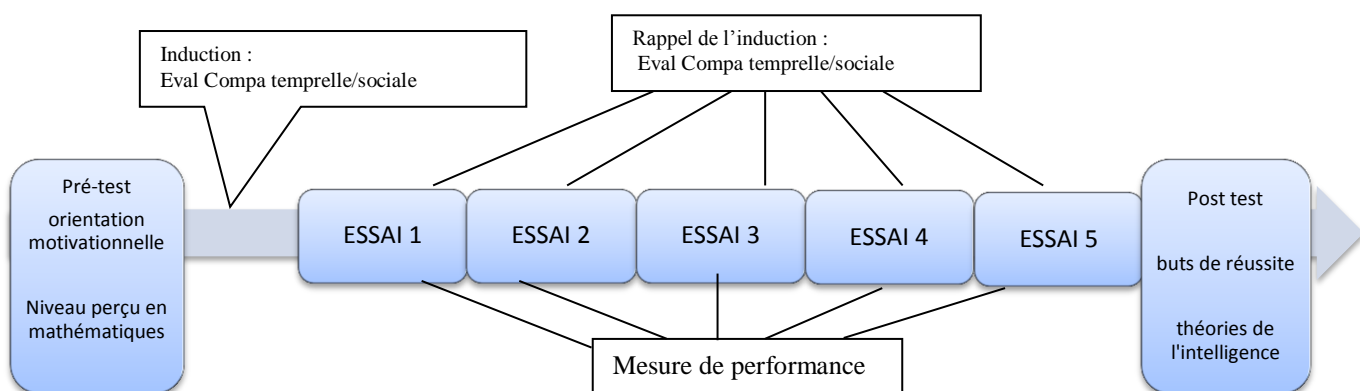 Induction :
Eval Compa temprelle/sociale
Rappel de l’induction :
Eval Compa temprelle/sociale
Pré-test
orientation
motivationnelle
Niveau perçu en
mathématiques
ESSAI 1
ESSAI 2
ESSAI 3
ESSAI 4
ESSAI 5
Post test
buts de réussite
théories de
l'intelligence
Mesure de performance